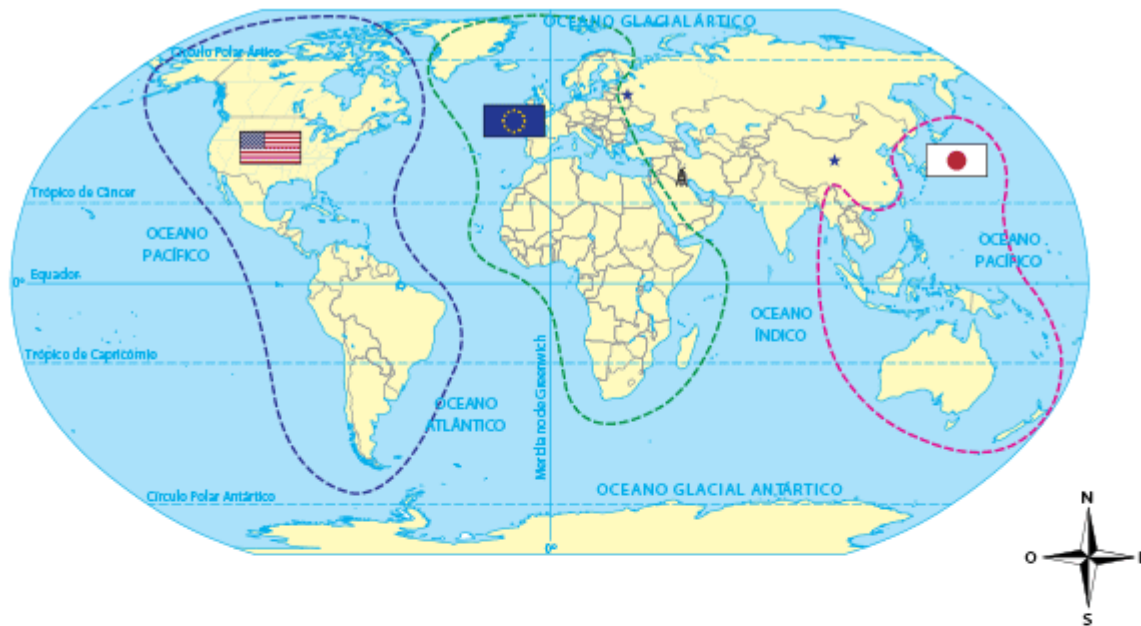 OCEANO GLACIAL ÁRTICO
Círculo Polar Ártico
Trópico de Câncer
OCEANO
PACÍFICO
OCEANO
PACÍFICO
0°
Equador
OCEANO
ÍNDICO
Trópico de Capricórnio
OCEANO
ATLÂNTICO
Meridiano de Greenwich
Círculo Polar Antártico
OCEANO GLACIAL ANTÁRTICO
0°
N
O
S